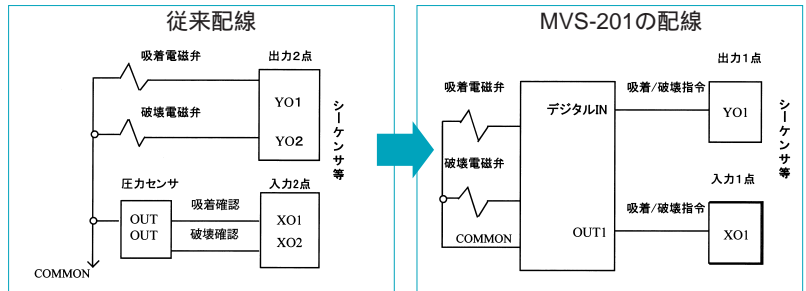 従来配線
吸着電磁弁
出力2点
YO1
破壊電磁弁
YO2
シーケンサ等
圧力センサ
入力2点
吸着確認
OUT
XO1
OUT
破壊確認
XO2
COMMON
MVS-201の配線
出力1点
吸着電磁弁
デジタルIN
吸着/破壊指令
YO1
シーケンサ等
破壊電磁弁
入力1点
吸着/破壊指令
COMMON
OUT1
XO1